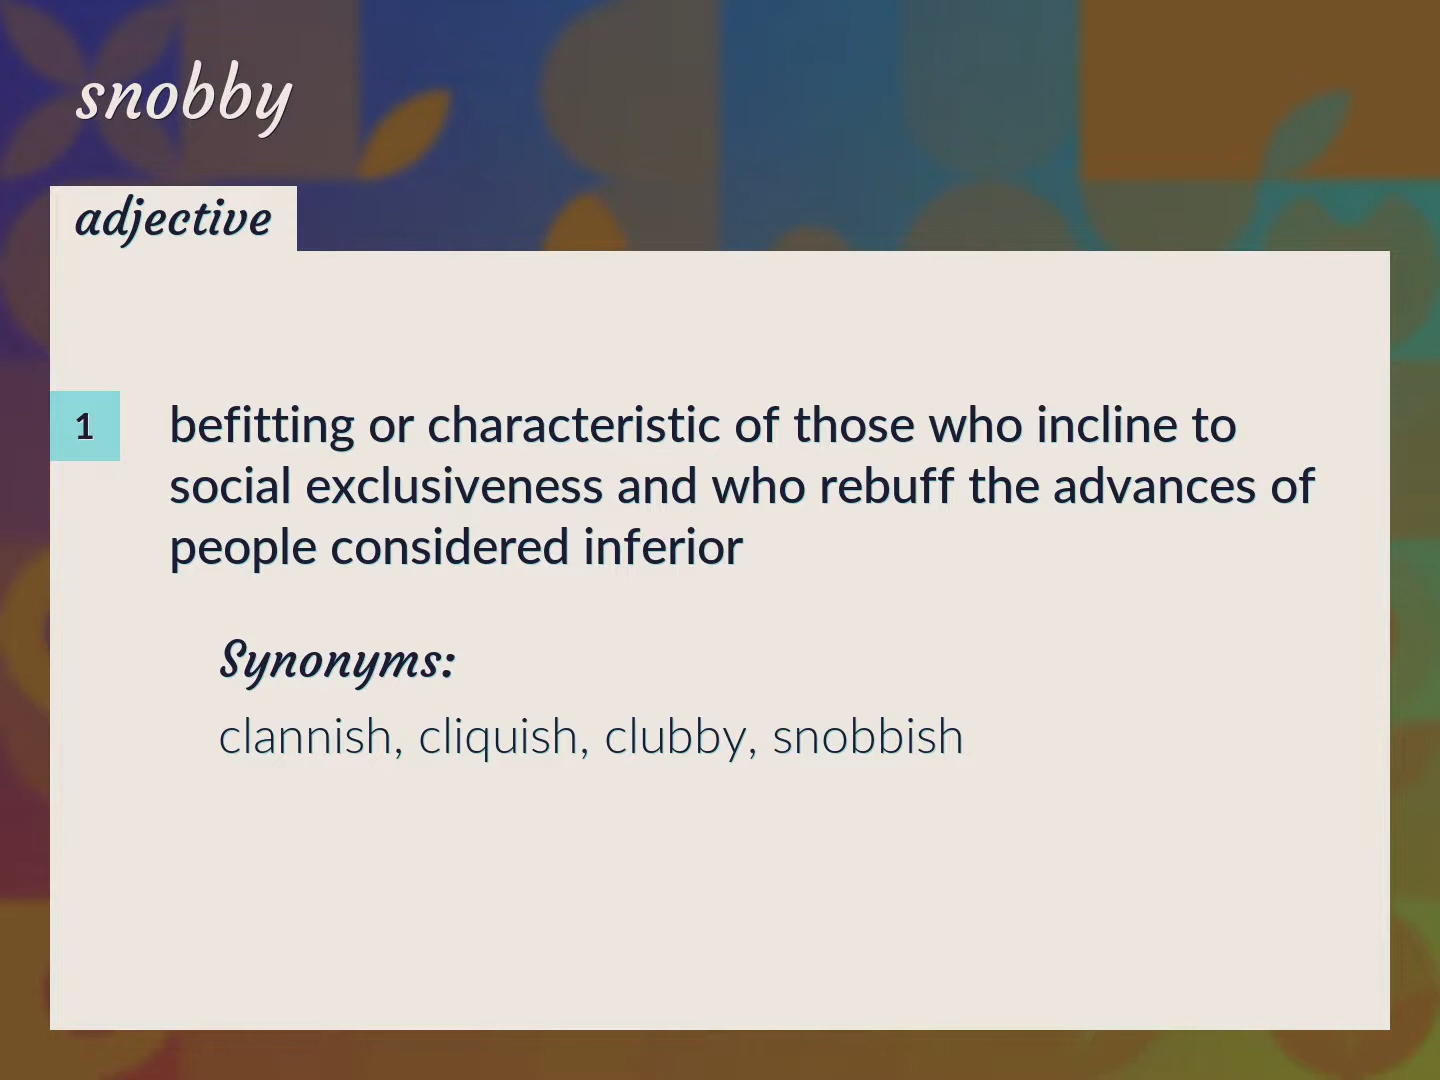 snobby
adjective
1
befitting or characteristic of those who incline to
social exclusiveness and who rebuff the advances of
people considered inferior
Synonyms:
clannish, cliquish, clubby, snobbish